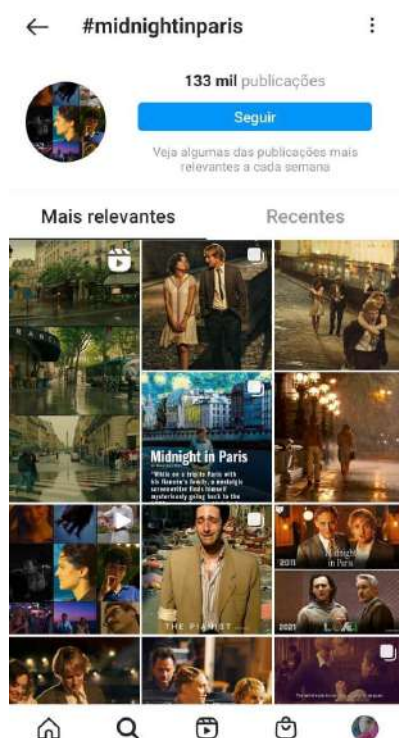 #midnightinparis
133 mil publicações
Seguir
Veja algumas das publicações mais
relevantes a cada semana
Mais relevantes
Recentes
Midnight in Paris
"While on a trip to Paris with
his fiancée's family, a nostalgic
screenwriter finds himself
mysteriously going back to the
THE PIANIST
2011
Midnight
in Paris
2021